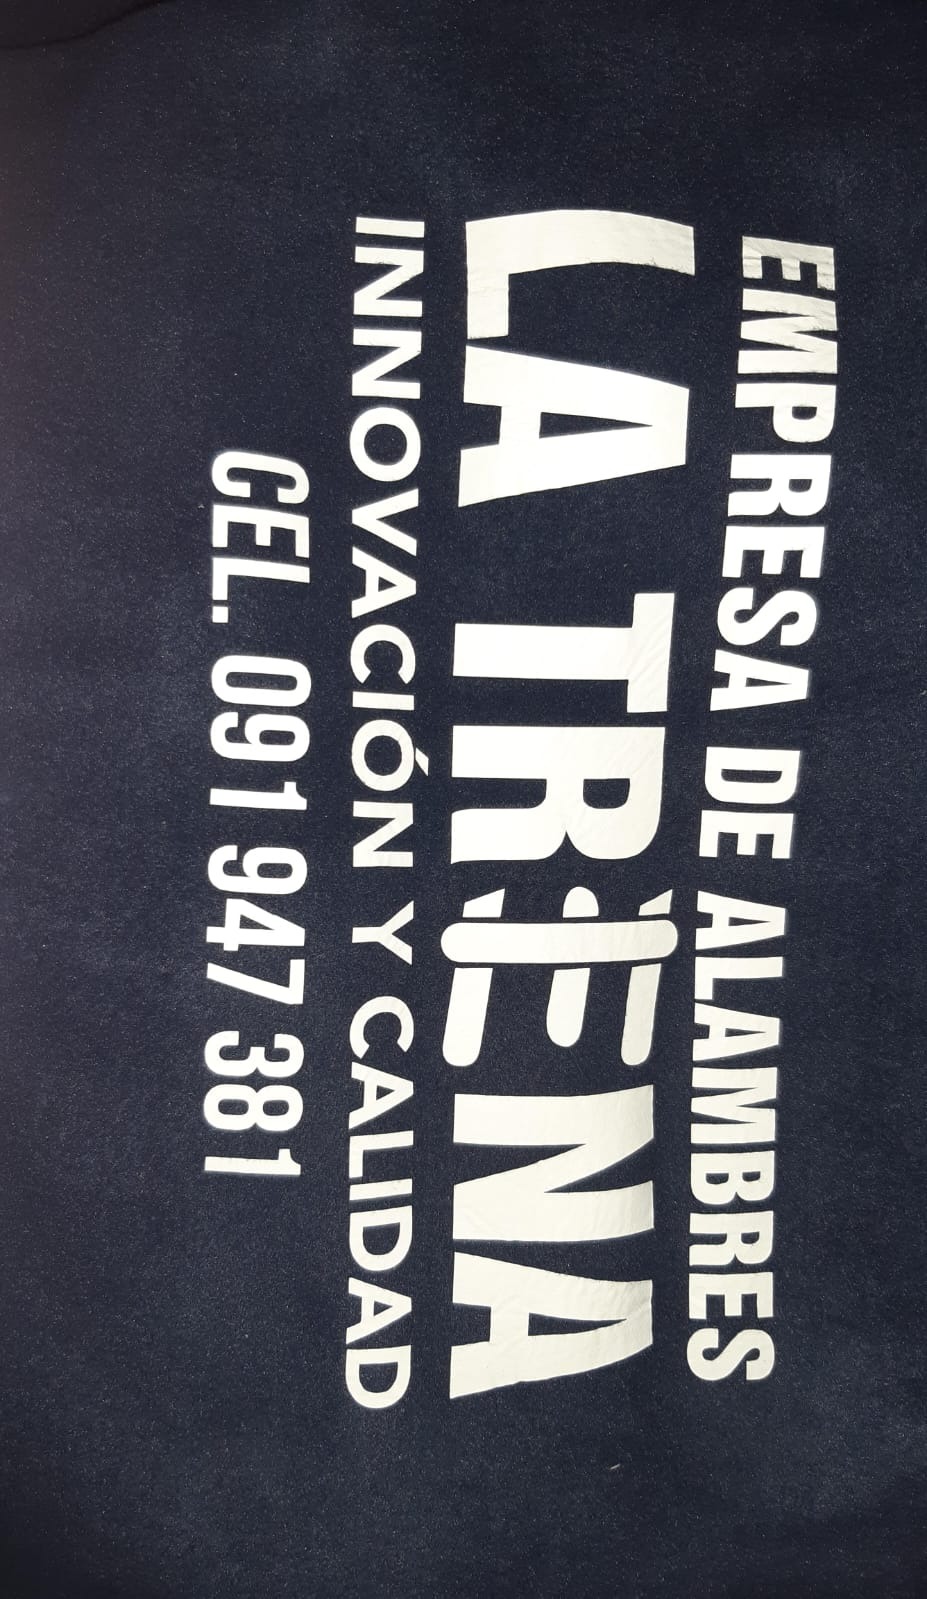 EMPRESA DE ALAMBRES
LA TRENA
INNOVACIÓN Y CALIDAD
CEL. 091 947 381